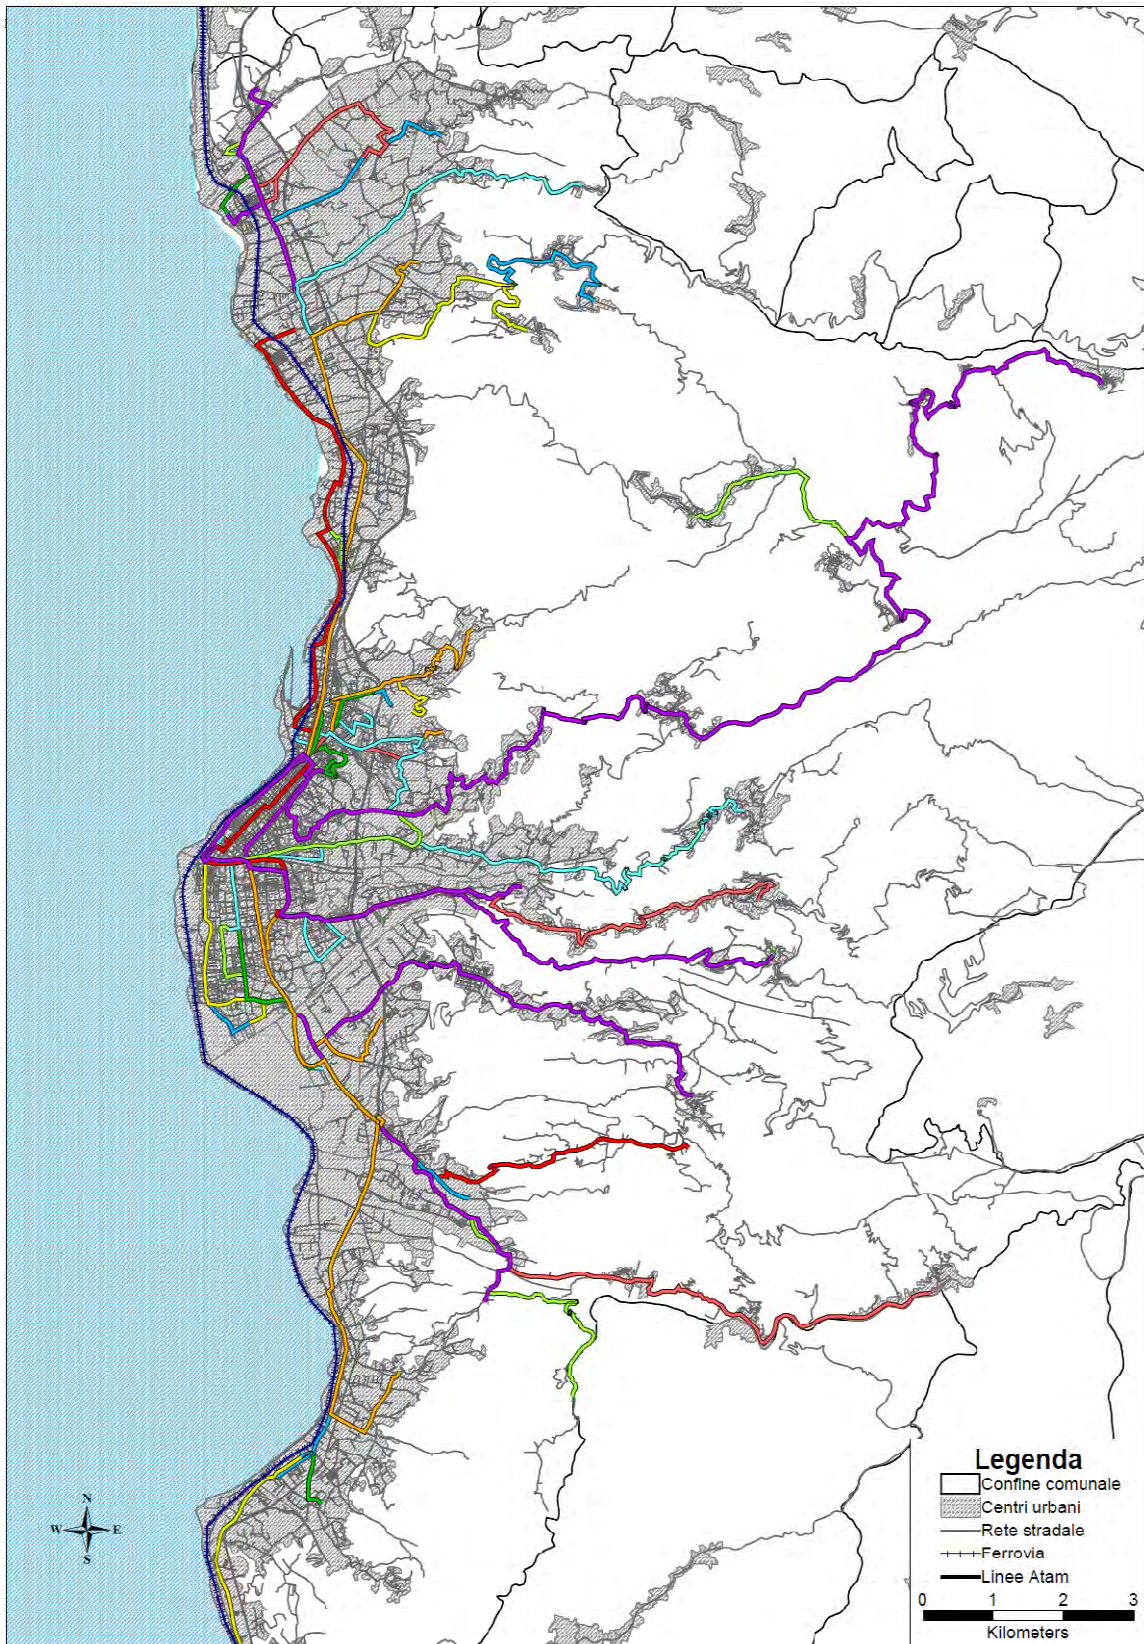 N
W E
S
Legenda
Confine comunale
Centri urbani
Rete stradale
Ferrovia
Linee Atam
0 1 2 3
Kilometers